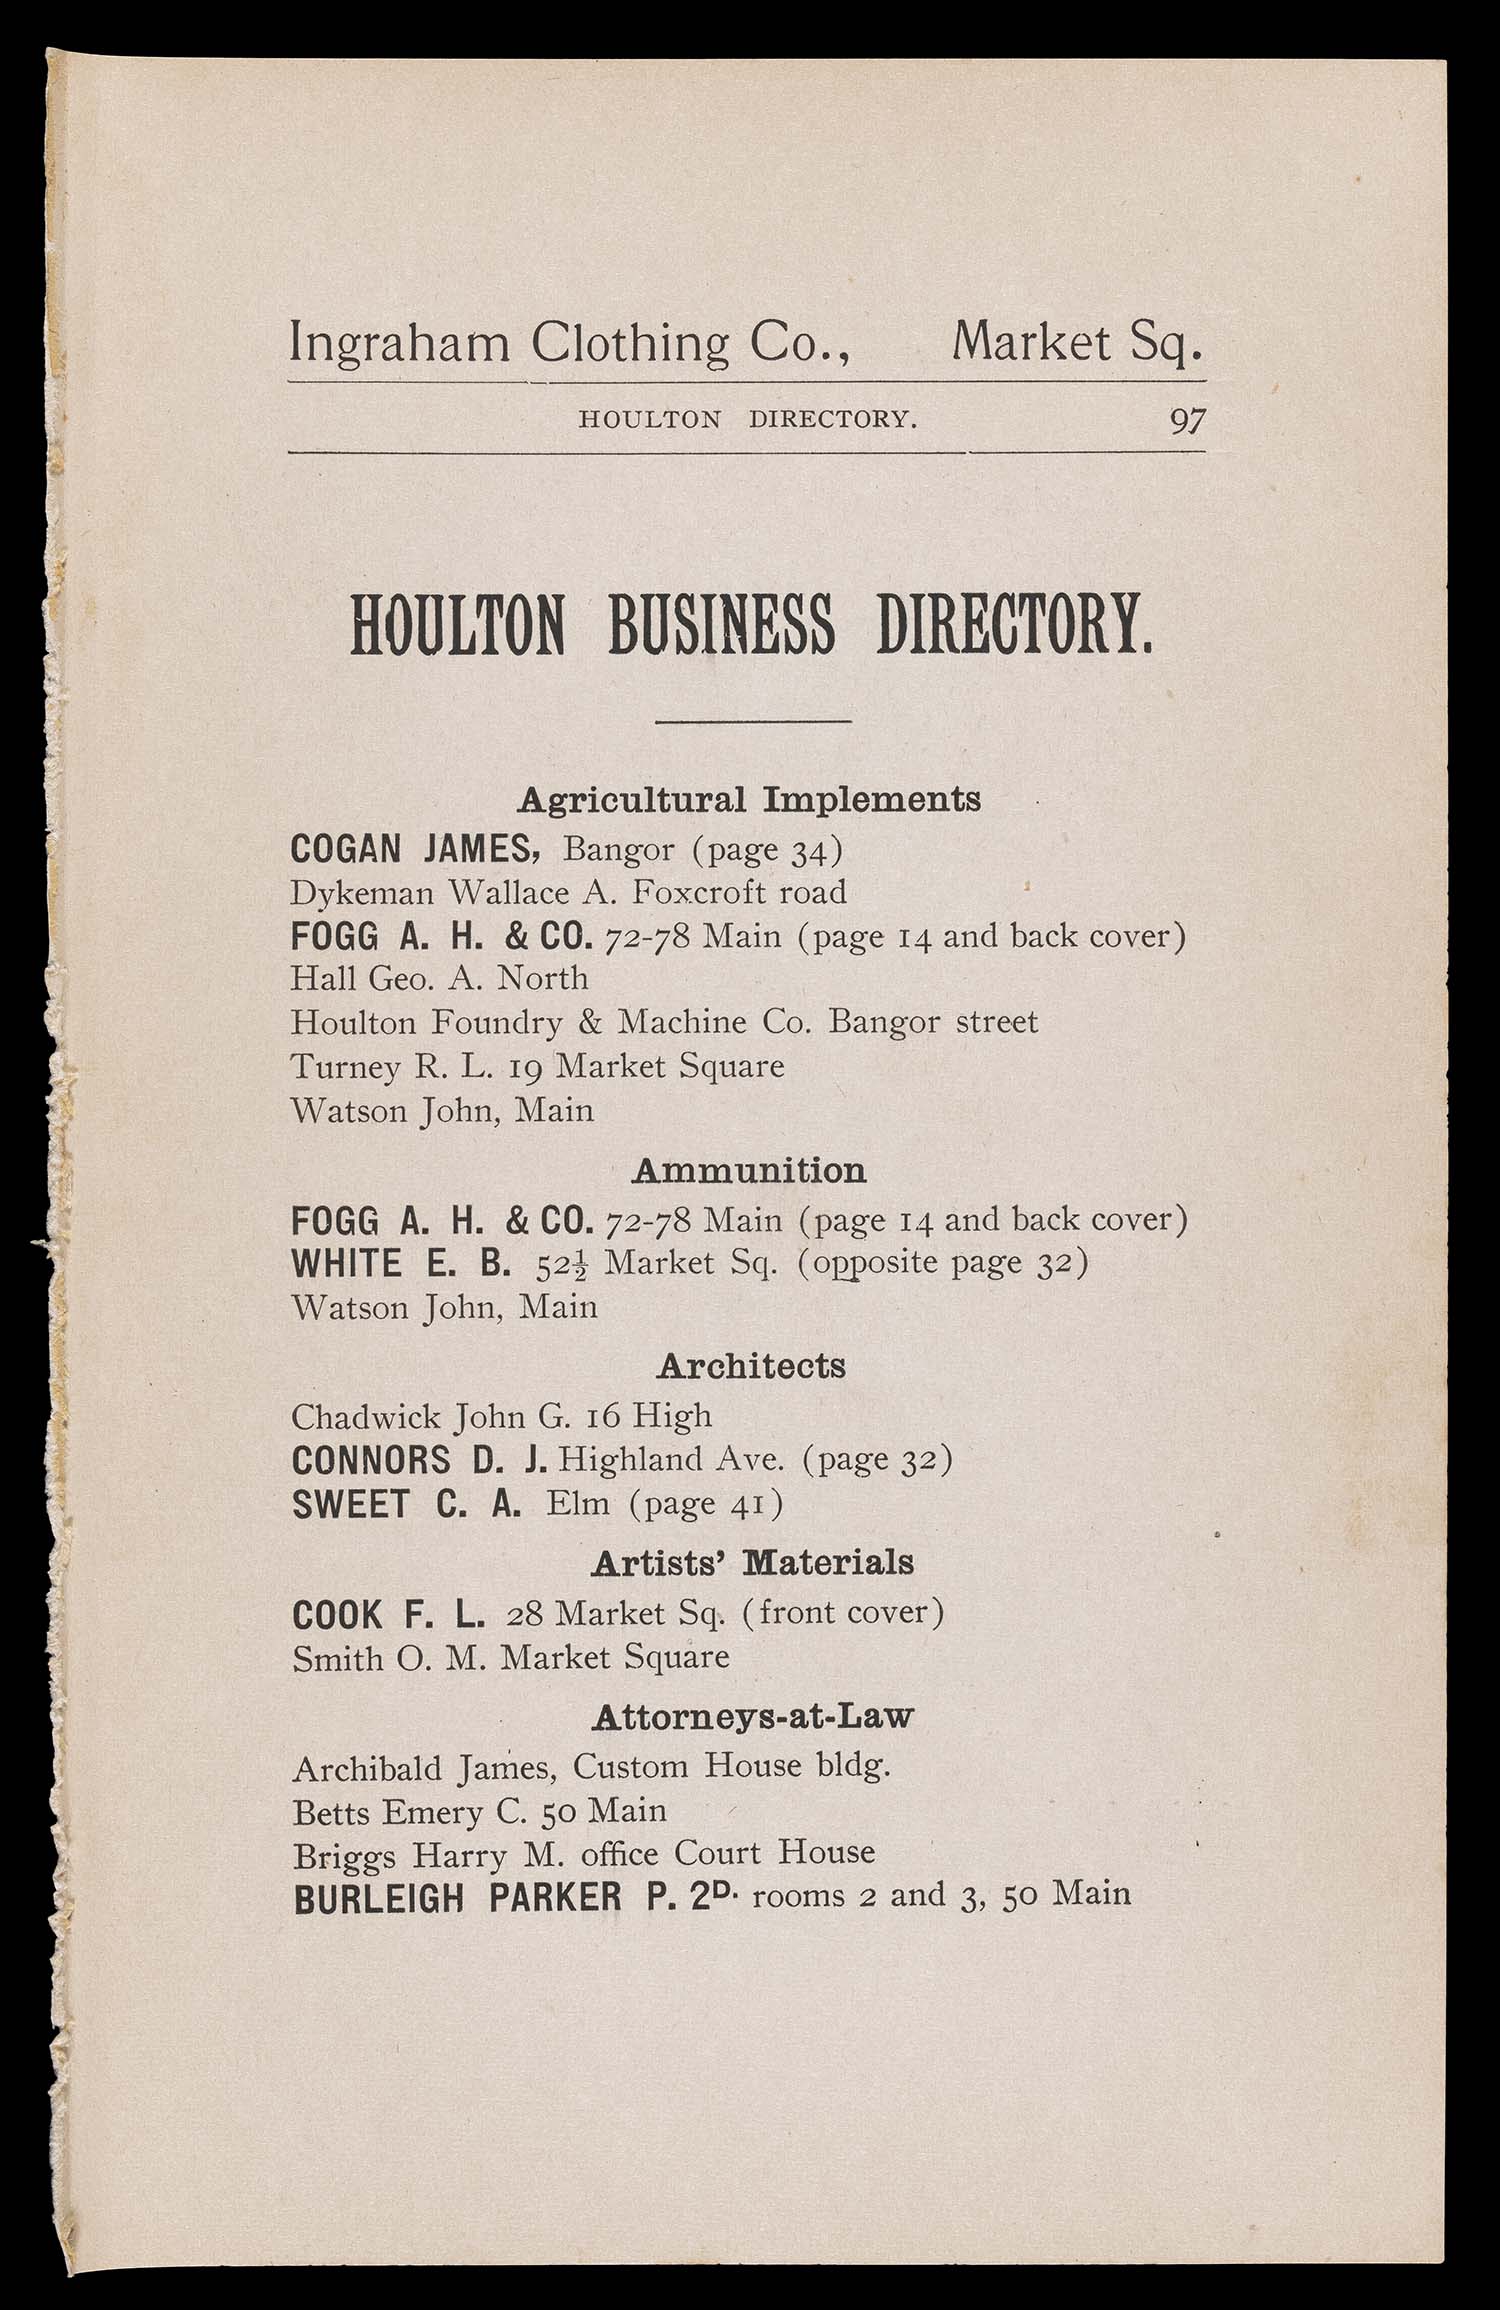 Ingraham Clothing Co., Market Sq.
HOULTON DIRECTORY. 97
HOULTON BUSINESS DIRECTORY.
Agricultural Implements
COGAN JAMES, Bangor (page 34)
Dykeman Wallace A. Foxcroft road
FOGG A. H. & CO. 72-78 Main (page 14 and back cover)
Hall Geo. A. North
Houlton Foundry & Machine Co. Bangor street
Turney R. L. 19 Market Square
Watson John, Main
Ammunition
FOGG A. H. & CO. 72-78 Main (page 14 and back cover)
WHITE E. B. 52½ Market Sq. (opposite page 32)
Watson John, Main
Architects
Chadwick John G. 16 High
CONNORS D. J. Highland Ave. (page 32)
SWEET C. A. Elm (page 41)
Artists' Materials
COOK F. L. 28 Market Sq. (front cover)
Smith O. M. Market Square
Attorneys-at-Law
Archibald James, Custom House bldg.
Betts Emery C. 50 Main
Briggs Harry M. office Court House
BURLEIGH PARKER P. 2D. rooms 2 and 3, 50 Main